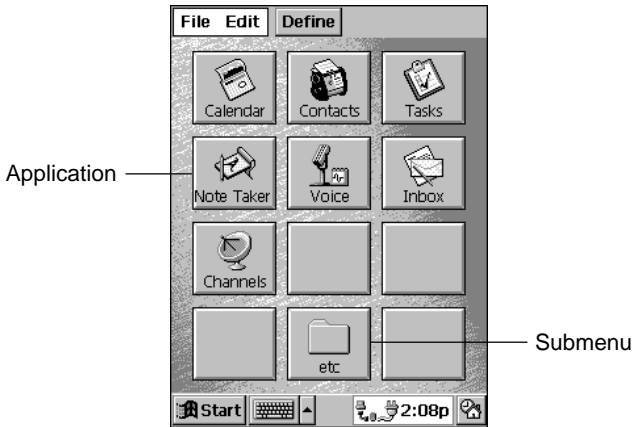 File Edit Define
Calendar Contacts Tasks
Application
Note Taker Voice Inbox
Channels
Submenu
etc
Start 2:08p